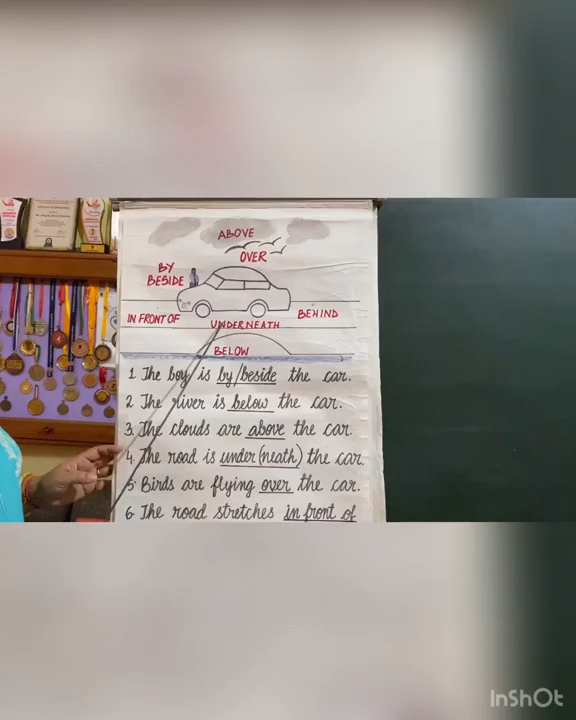 ABOVE
OVER
BY
BESIDE
IN FRONT OF
BEHIND
UNDERNEATH
BELOW
1 The boy is by/beside the car.
2 The river is below the car.
3. The clouds are above the car.
4. The road is under(neath) the car.
5. Birds are flying over the car.
6 The road stretches in front of
InShOt